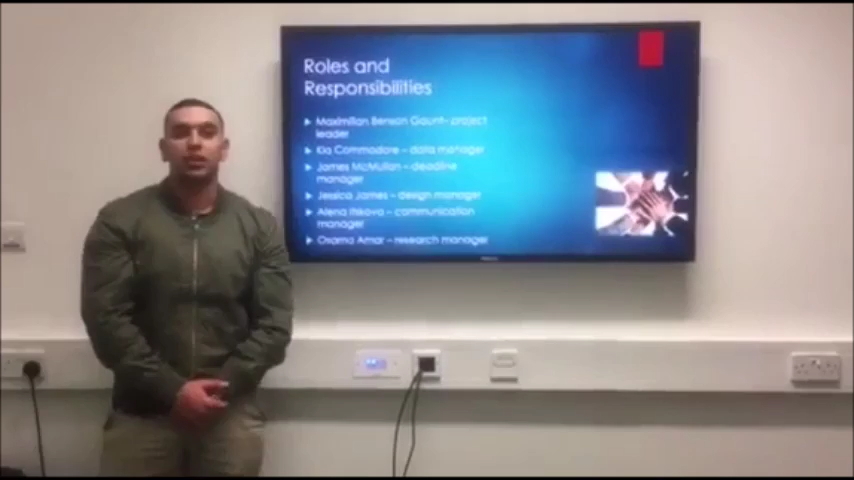 Roles and
Responsibilities
Maximilian Benson Gaunt- project
leader
Kia Commodore – data manager
James McMullan – deadline
manager
Jessica James – design manager
Alena – communication
manager
Osama Amar – research manager